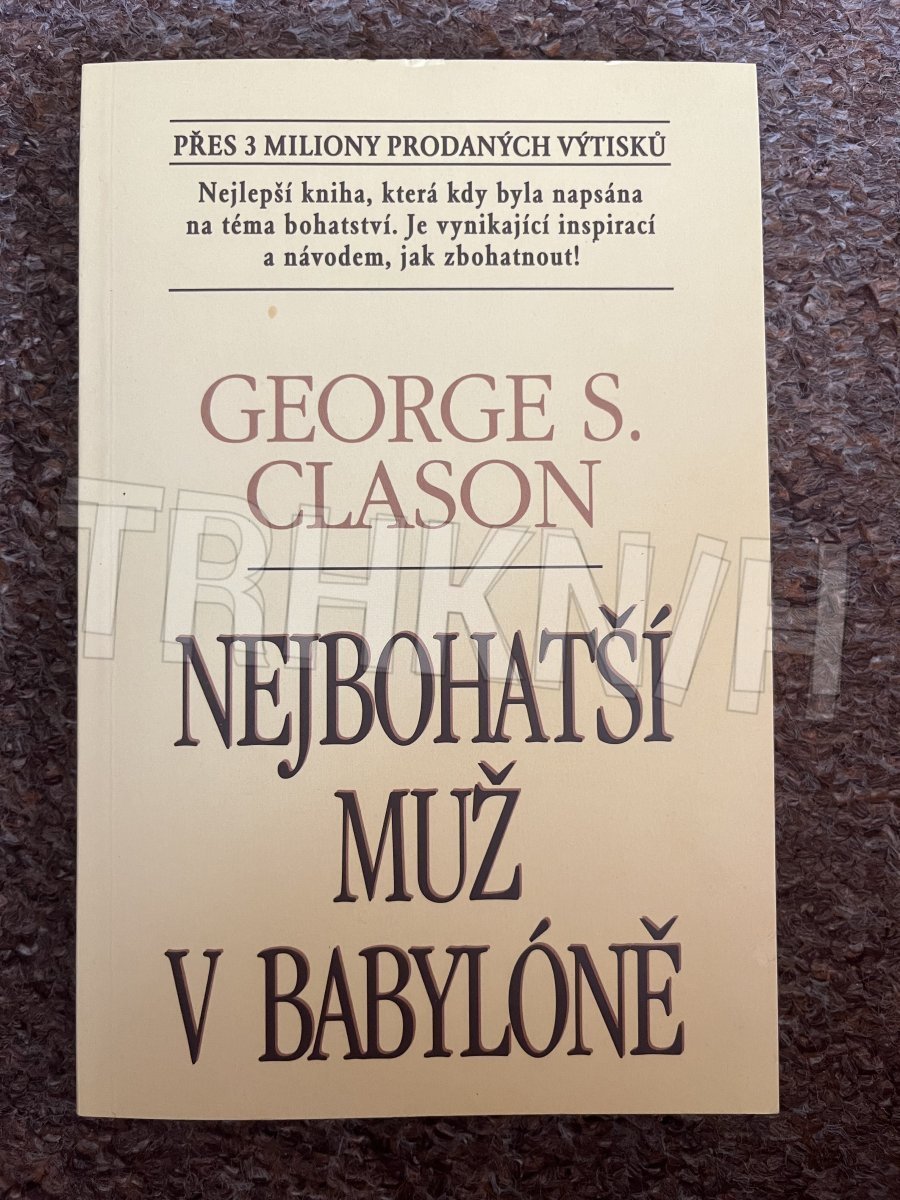 PŘES 3 MILIONY PRODANÝCH VÝTISKŮ
Nejlepší kniha, která kdy byla napsána
na téma bohatství. Je vynikající inspirací
a návodem, jak zbohatnout!
GEORGE S.
CLASON
TRHKNIH
NEJBOHATŠÍ
MUŽ
V BABYLÓNĚ